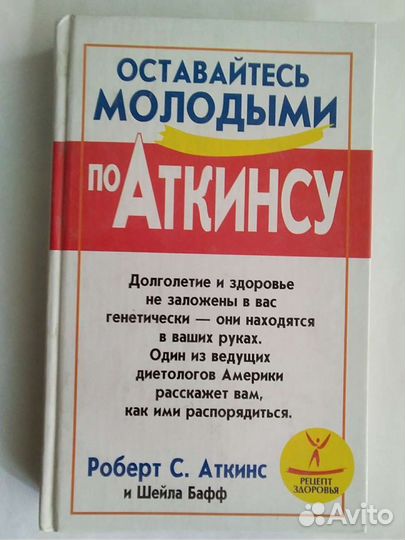 ОСТАВАЙТЕСЬ
МОЛОДЫМИ
ПО АТКИНСУ
Долголетие и здоровье
не заложены в вас
генетически — они находятся
в ваших руках.
Один из ведущих
диетологов Америки
расскажет вам,
как ими распорядиться.
Роберт С. Аткинс
и Шейла Бафф
РЕЦЕПТ
ЗДОРОВЬЯ
Avito